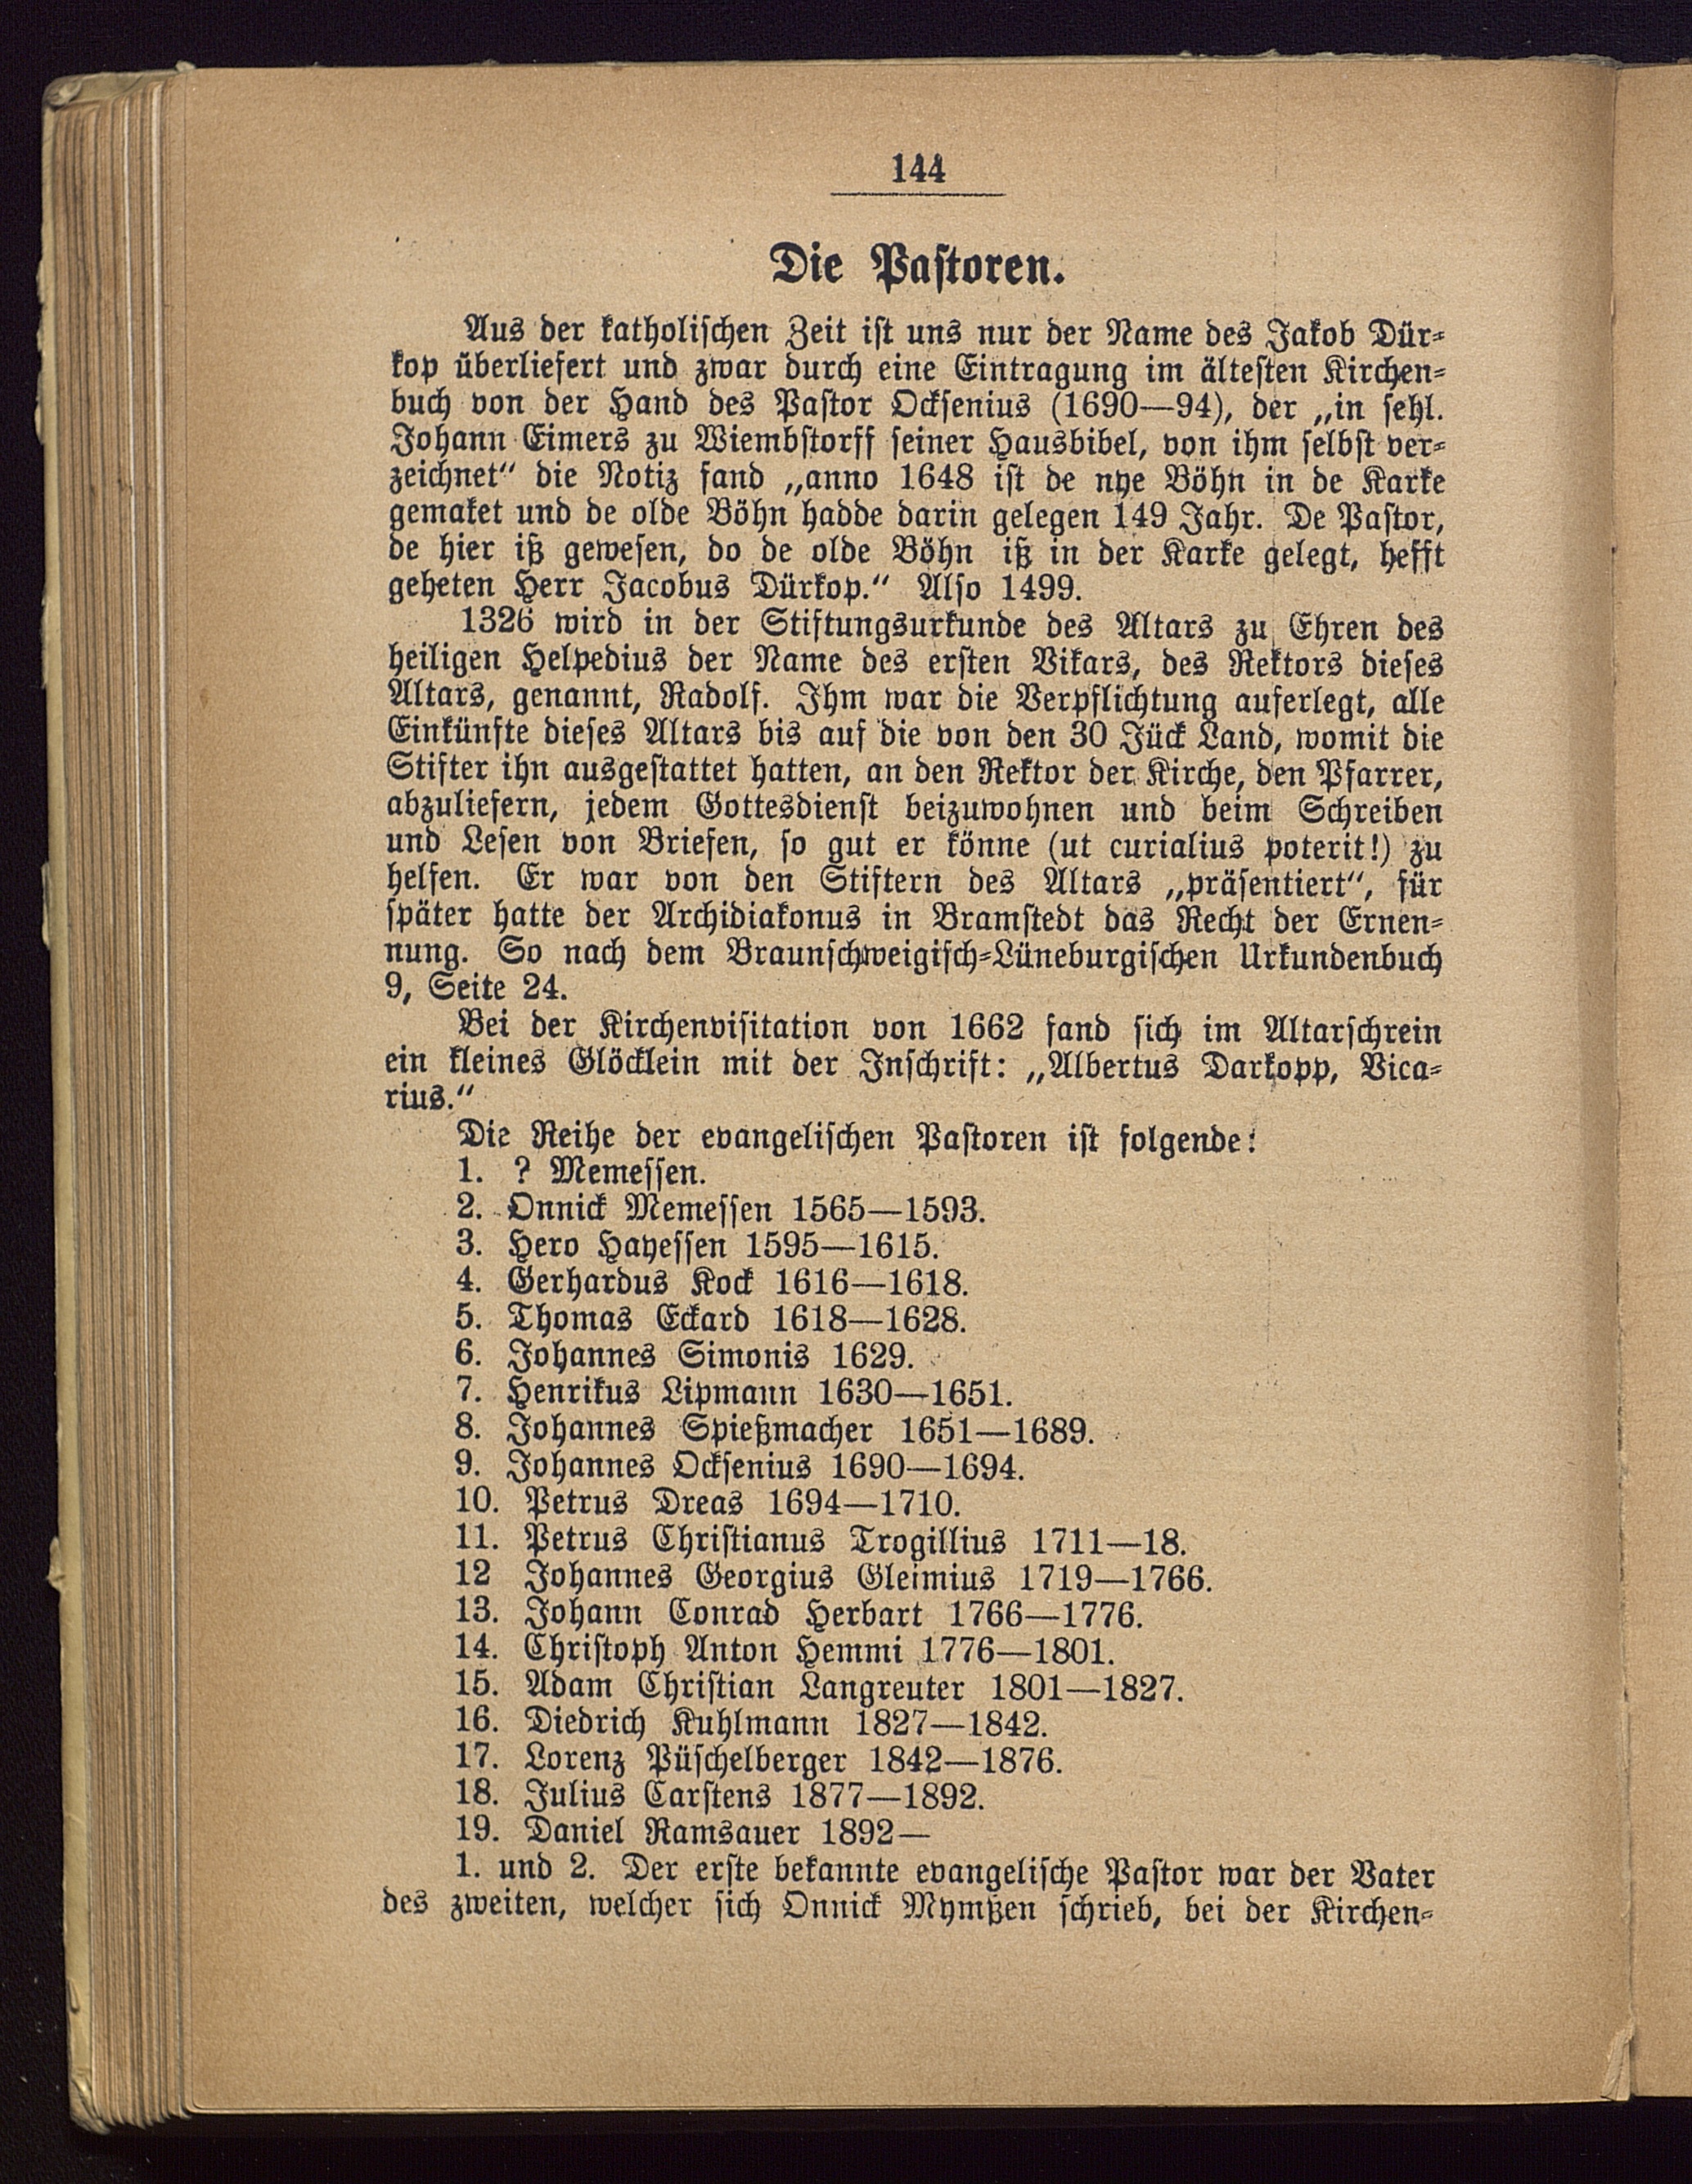 144
Die Pastoren.
Aus der katholischen Zeit ist uns nur der Name des Jakob Dür-
kop überliefert und zwar durch eine Eintragung im ältesten Kirchen-
buch von der Hand des Pastor Ocksenius (1690—94), der „in sehl.
Johann Eimers zu Wiembstorff seiner Hausbibel, von ihm selbst ver-
zeichnet“ die Notiz fand „anno 1648 ist de nye Böhn in de Karke
gemaket und de olde Böhn hadde darin gelegen 149 Jahr. De Pastor,
de hier iß gewesen, do de olde Böhn iß in der Karke gelegt, hefft
geheten Herr Jacobus Dürkop.“ Also 1499.
1326 wird in der Stiftungsurkunde des Altars zu Ehren des
heiligen Helpedius der Name des ersten Vikars, des Rektors dieses
Altars, genannt, Radolf. Ihm war die Verpflichtung auferlegt, alle
Einkünfte dieses Altars bis auf die von den 30 Jück Land, womit die
Stifter ihn ausgestattet hatten, an den Rektor der Kirche, den Pfarrer,
abzuliefern, jedem Gottesdienst beizuwohnen und beim Schreiben
und Lesen von Briefen, so gut er könne (ut curialius poterit!) zu
helfen. Er war von den Stiftern des Altars „präsentiert“, für
später hatte der Archidiakonus in Bramstedt das Recht der Ernen-
nung. So nach dem Braunschweigisch-Lüneburgischen Urkundenbuch
9, Seite 24.
Bei der Kirchenvisitation von 1662 fand sich im Altarschrein
ein kleines Glöcklein mit der Inschrift: „Albertus Darkopp, Vica-
rius.“
Die Reihe der evangelischen Pastoren ist folgende:
1. ? Memessen.
2. Onnick Memessen 1565—1593.
3. Hero Hayessen 1595—1615.
4. Gerhardus Kock 1616—1618.
5. Thomas Eckard 1618—1628.
6. Johannes Simonis 1629.
7. Henrikus Lipmann 1630—1651.
8. Johannes Spießmacher 1651—1689.
9. Johannes Ocksenius 1690—1694.
10. Petrus Dreas 1694—1710.
11. Petrus Christianus Trogillius 1711—18.
12 Johannes Georgius Gleimius 1719—1766.
13. Johann Conrad Herbart 1766—1776.
14. Christoph Anton Hemmi 1776—1801.
15. Adam Christian Langreuter 1801—1827.
16. Diedrich Kuhlmann 1827—1842.
17. Lorenz Püschelberger 1842—1876.
18. Julius Carstens 1877—1892.
19. Daniel Ramsauer 1892—
1. und 2. Der erste bekannte evangelische Pastor war der Vater
des zweiten, welcher sich Onnick Mymßen schrieb, bei der Kirchen-